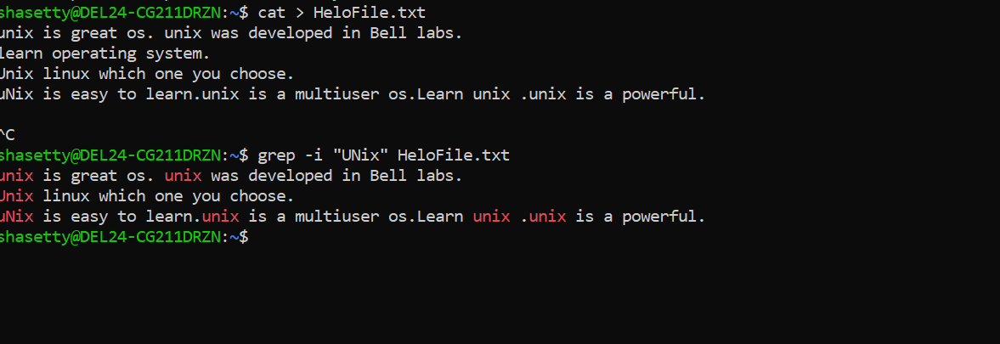 shasetty@DEL24-CG211DRZN:~$ cat > HeloFile.txt
unix is great os. unix was developed in Bell labs.
learn operating system.
Unix linux which one you choose.
uNix is easy to learn.unix is a multiuser os.Learn unix .unix is a powerful.
^C
shasetty@DEL24-CG211DRZN:~$ grep -i "UNix" HeloFile.txt
unix is great os. unix was developed in Bell labs.
Unix linux which one you choose.
uNix is easy to learn.unix is a multiuser os.Learn unix .unix is a powerful.
shasetty@DEL24-CG211DRZN:~$